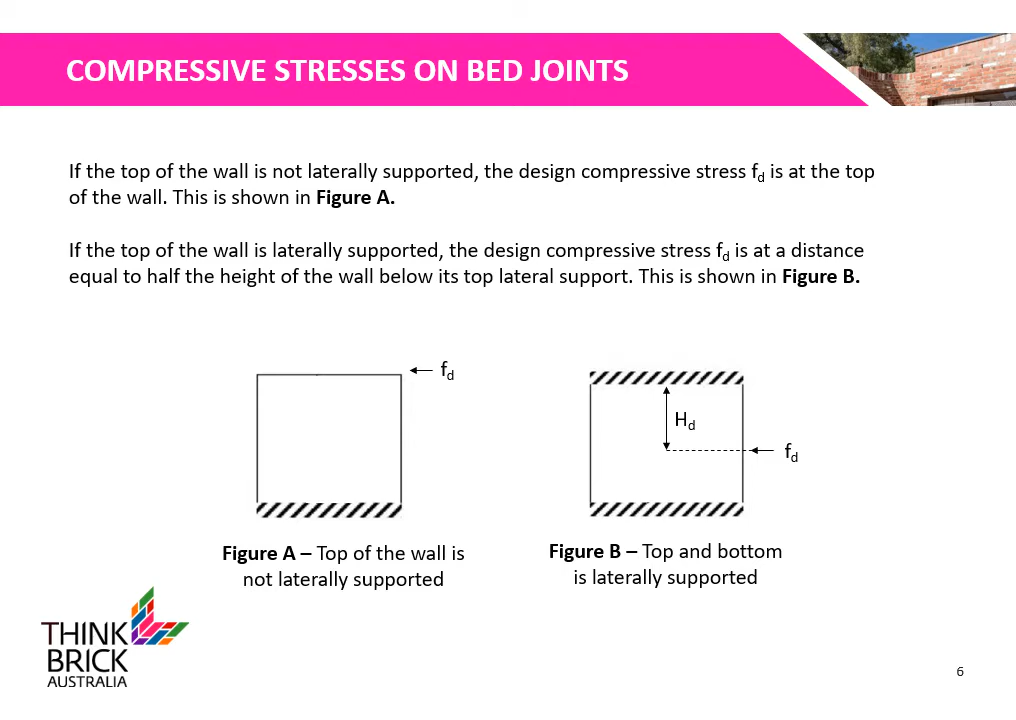 COMPRESSIVE STRESSES ON BED JOINTS
If the top of the wall is not laterally supported, the design compressive stress fd is at the top
of the wall. This is shown in Figure A.
If the top of the wall is laterally supported, the design compressive stress fd is at a distance
equal to half the height of the wall below its top lateral support. This is shown in Figure B.
fd
Hd
fd
Figure A – Top of the wall is
not laterally supported
Figure B – Top and bottom
is laterally supported
THINK
BRICK
AUSTRALIA
6